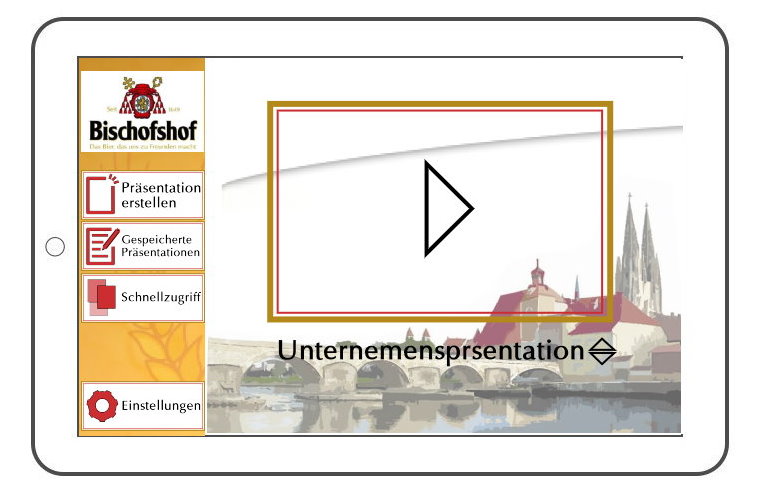 Seit 1649
Bischofshof
Das Bier, das uns zu Freunden macht
Präsentation
erstellen
Gespeicherte
Präsentationen
Schnellzugriff
Einstellungen
Unternemensprsentation